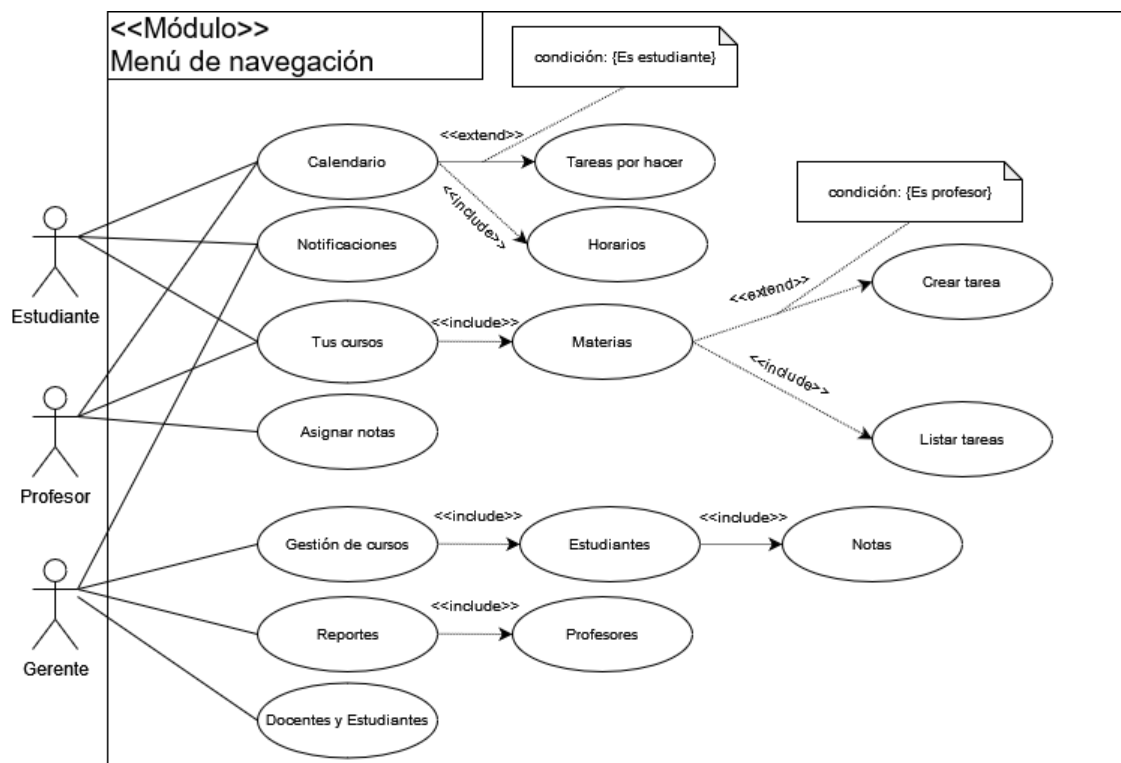 <<Módulo>>
Menú de navegación
condición: {Es estudiante}
<<extend>>
Calendario
Tareas por hacer
condición: {Es profesor}
<<include>>
Notificaciones
Horarios
Estudiante
<<extend>>
Crear tarea
<<include>>
Tus cursos
Materias
<<include>>
Asignar notas
Listar tareas
Profesor
<<include>>
<<include>>
Gestión de cursos
Estudiantes
Notas
<<include>>
Reportes
Profesores
Gerente
Docentes y Estudiantes